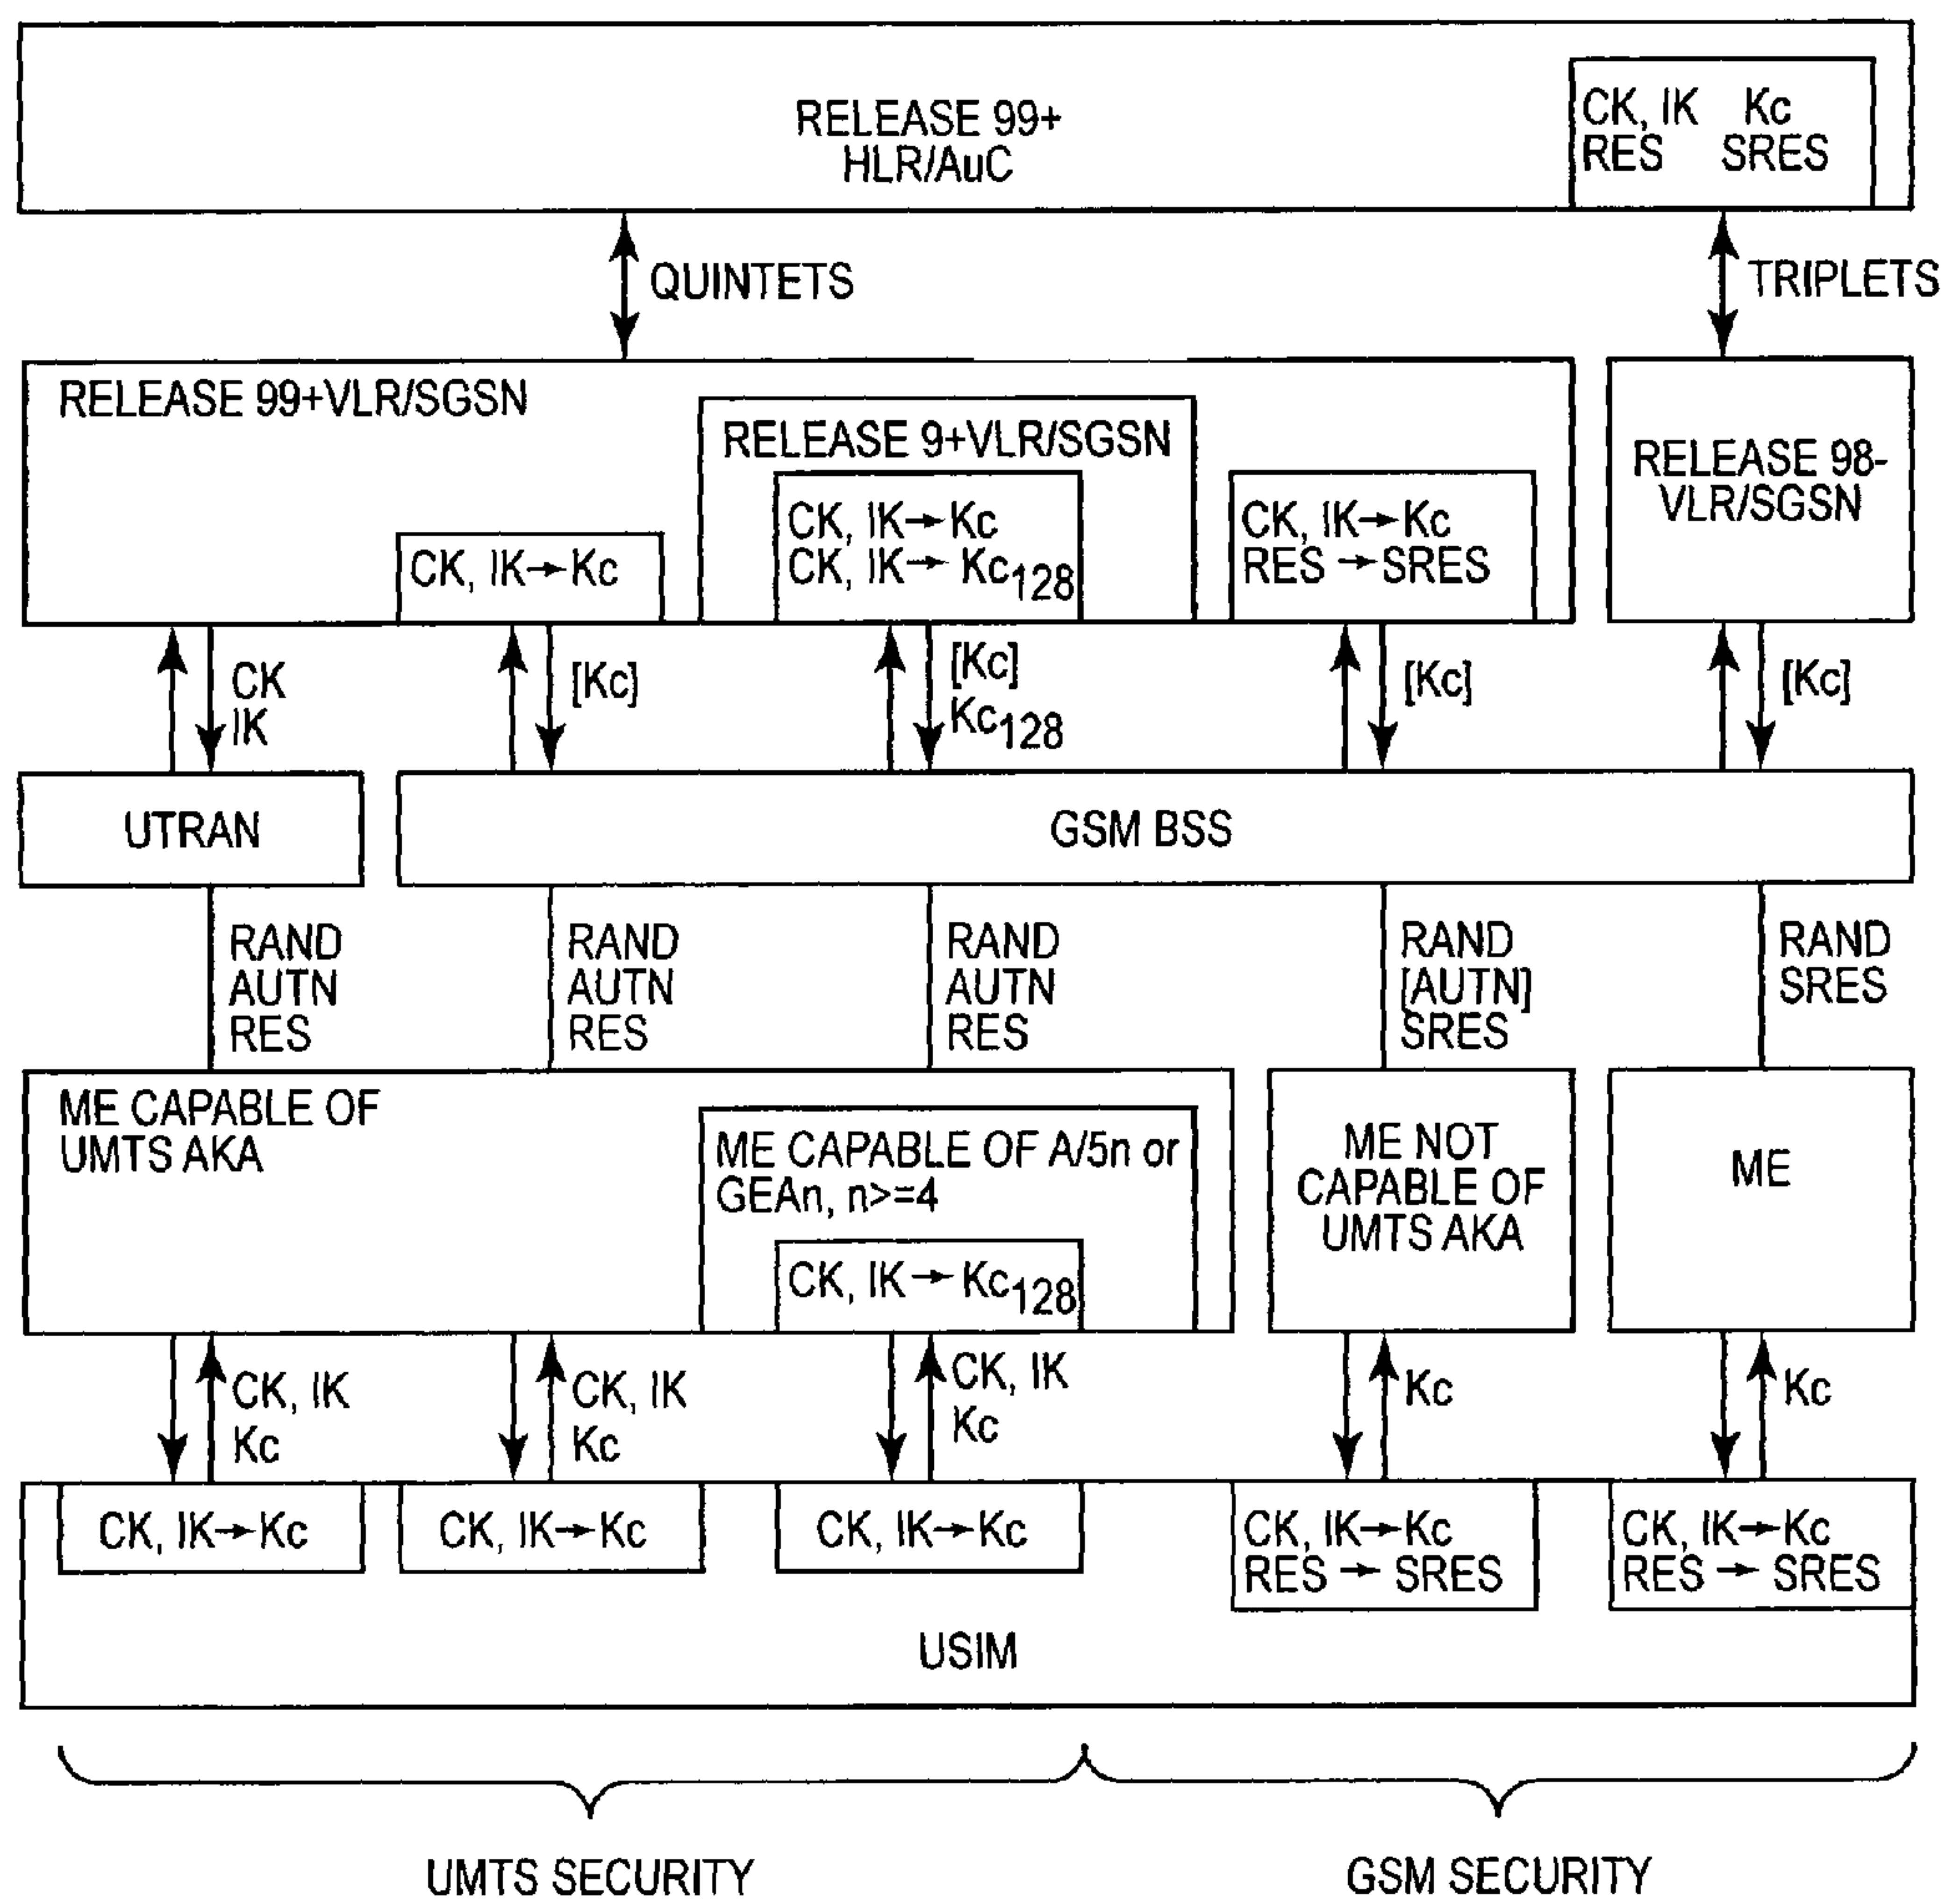 RELEASE 99+
HLR/AuC
CK, IK Kc
RES SRES
QUINTETS
TRIPLETS
RELEASE 99+VLR/SGSN
CK, IK→Kc
RELEASE 9+VLR/SGSN
CK, IK→Kc
CK, IK→ Kc128
CK, IK→Kc
RES →SRES
RELEASE 98-
VLR/SGSN
CK
IK
[Kc]
[Kc]
Kc128
[Kc]
[Kc]
UTRAN
GSM BSS
RAND
AUTN
RES
RAND
AUTN
RES
RAND
AUTN
RES
RAND
[AUTN]
SRES
RAND
SRES
ME CAPABLE OF
UMTS AKA
ME CAPABLE OF A/5n or
GEAn, n>=4
CK, IK→ Kc128
ME NOT
CAPABLE OF
UMTS AKA
ME
CK, IK
Kc
CK, IK
Kc
CK, IK
Kc
Kc
Kc
CK, IK→Kc
CK, IK→Kc
CK, IK→Kc
CK, IK→Kc
RES → SRES
CK, IK→Kc
RES → SRES
USIM
UMTS SECURITY
GSM SECURITY